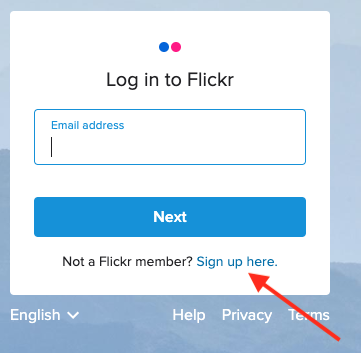 Log in to Flickr
Email address
Next
Not a Flickr member? Sign up here.
English Help Privacy Terms